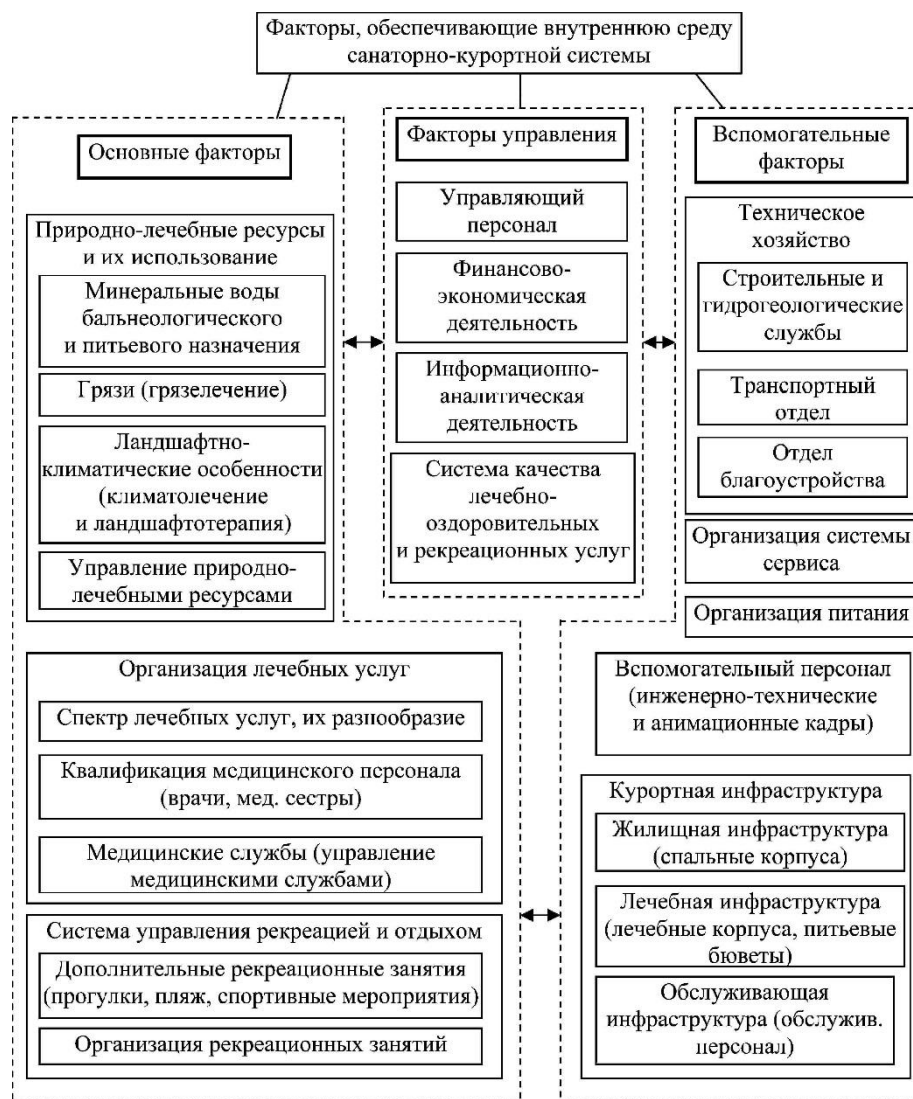 Факторы, обеспечивающие внутреннюю среду
санаторно-курортной системы
Основные факторы
Природно-лечебные ресурсы
и их использование
Минеральные воды
бальнеологического
и питьевого назначения
Грязи (грязелечение)
Ландшафтно-
климатические особенности
(климатолечение
и ландшафтотерапия)
Управление природно-
лечебными ресурсами
Организация лечебных услуг
Спектр лечебных услуг, их разнообразие
Квалификация медицинского персонала
(врачи, мед. сестры)
Медицинские службы (управление
медицинскими службами)
Система управления рекреацией и отдыхом
Дополнительные рекреационные занятия
(прогулки, пляж, спортивные мероприятия)
Организация рекреационных занятий
Факторы управления
Управляющий
персонал
Финансово-
экономическая
деятельность
Информационно-
аналитическая
деятельность
Система качества
лечебно-
оздоровительных
и рекреационных услуг
Вспомогательные
факторы
Техническое
хозяйство
Строительные и
гидрогеологические
службы
Транспортный
отдел
Отдел
благоустройства
Организация системы
сервиса
Организация питания
Вспомогательный персонал
(инженерно-технические
и анимационные кадры)
Курортная инфраструктура
Жилищная инфраструктура
(спальные корпуса)
Лечебная инфраструктура
(лечебные корпуса, питьевые
бюветы)
Обслуживающая
инфраструктура (обслужив.
персонал)